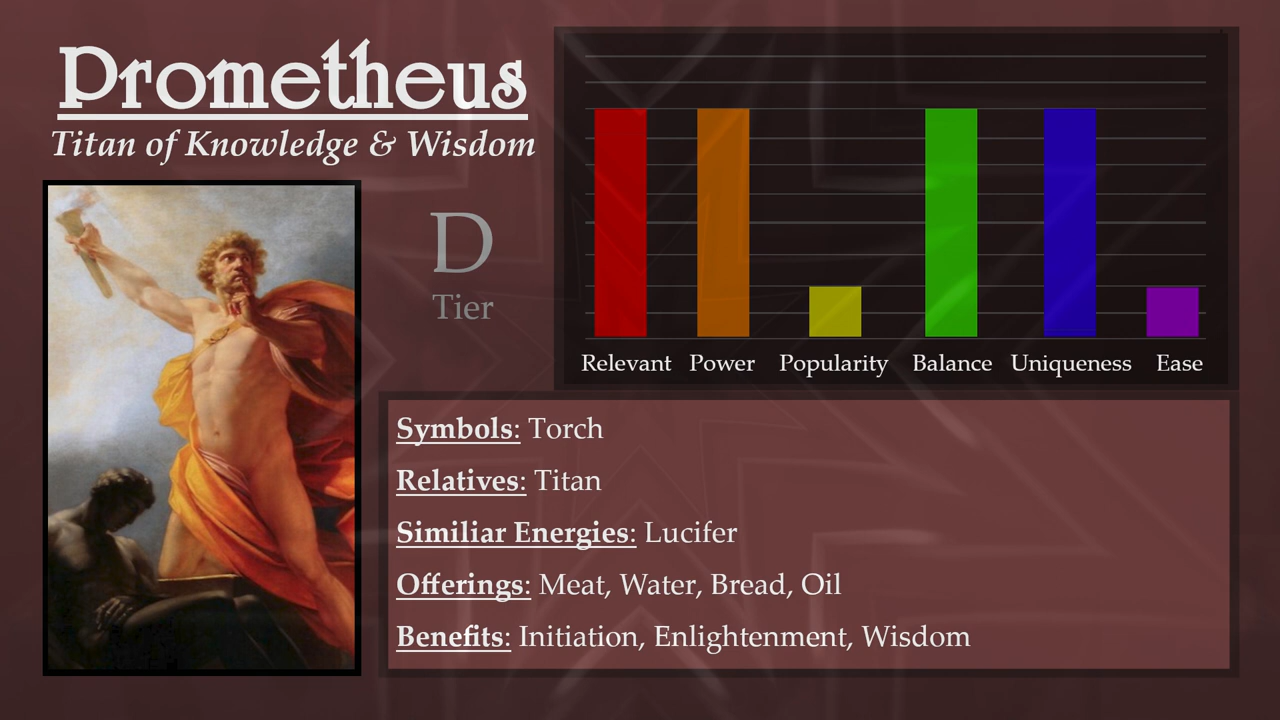 Prometheus
Titan of Knowledge & Wisdom
D
Tier
Relevant Power Popularity Balance Uniqueness Ease
Symbols: Torch
Relatives: Titan
Similiar Energies: Lucifer
Offerings: Meat, Water, Bread, Oil
Benefits: Initiation, Enlightenment, Wisdom